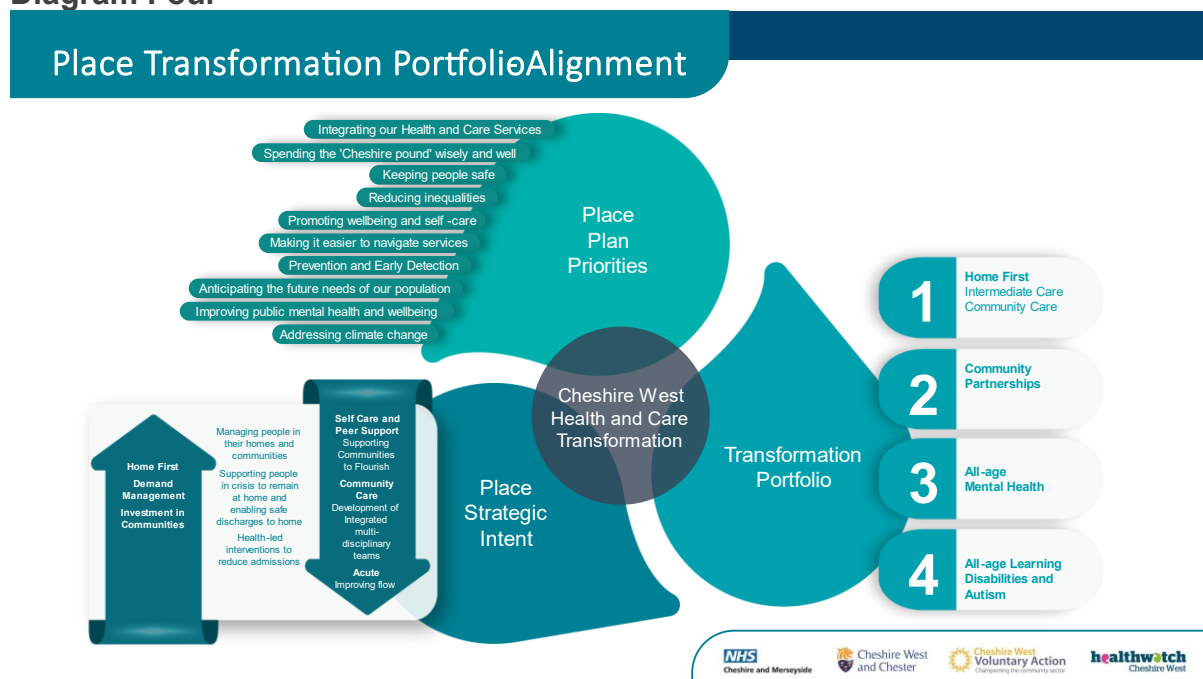 Diagram Four
Place Transformation PortfolioAlignment
Integrating our Health and Care Services
Spending the 'Cheshire pound' wisely and well
Keeping people safe
Reducing inequalities
Promoting wellbeing and self -care
Making it easier to navigate services
Prevention and Early Detection
Anticipating the future needs of our population
Improving public mental health and wellbeing
Addressing climate change
Place
Plan
Priorities
Cheshire West
Health and Care
Transformation
Place
Strategic
Intent
Transformation
Portfolio
Home First
Demand
Management
Investment in
Communities
Managing people in
their homes and
communities
Supporting people
in crisis to remain
at home and
enabling safe
discharges to home
Health-led
interventions to
reduce admissions
Self Care and
Peer Support
Supporting
Communities
to Flourish
Community
Care
Development of
Integrated
multi-
disciplinary
teams
Acute
Improving flow
1
Home First
Intermediate Care
Community Care
2
Community
Partnerships
3
All-age
Mental Health
4
All-age Learning
Disabilities and
Autism
NHS
Cheshire and Merseyside
Cheshire West
and Chester
Cheshire West
Voluntary Action
Championing the community sector
healthwatch
Cheshire West